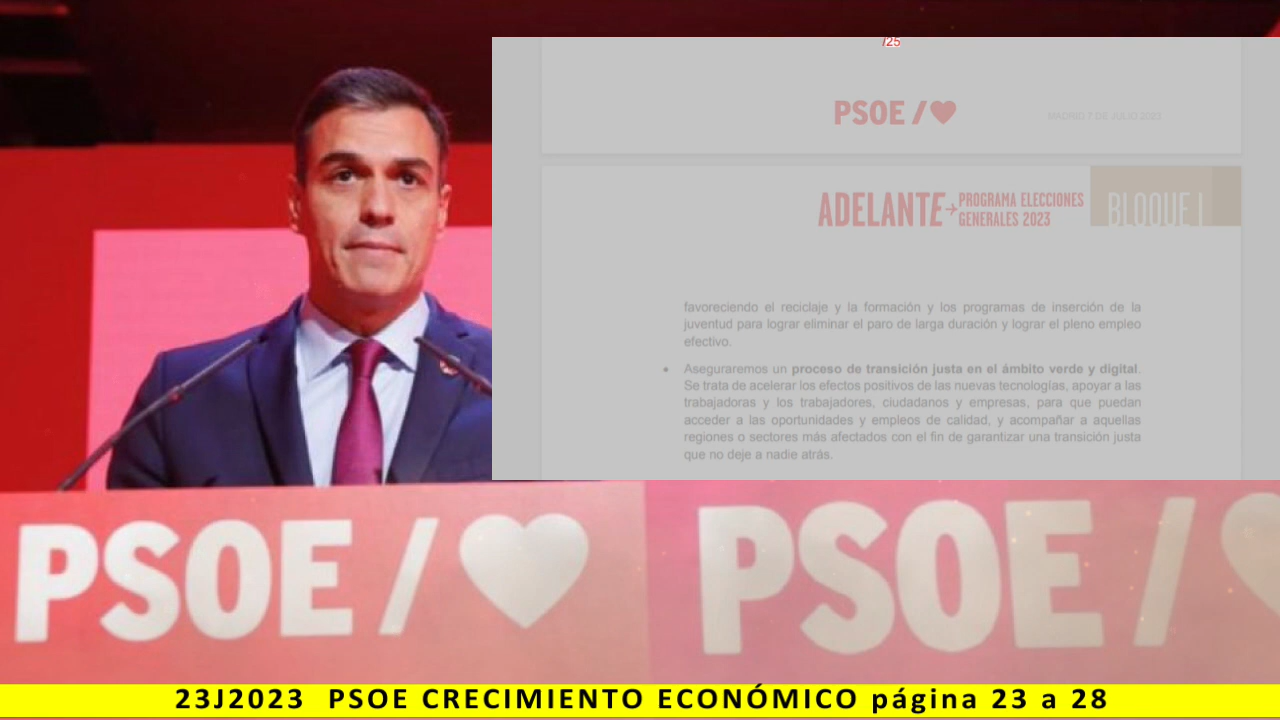 /25
PSOE /
MADRID 7 DE JULIO 2023
ADELANTE→PROGRAMA ELECCIONES
GENERALES 2023
BLOQUE I
favoreciendo el reciclaje y la formación y los programas de inserción de la
juventud para lograr eliminar el paro de larga duración y lograr el pleno empleo
efectivo.
• Aseguraremos un proceso de transición justa en el ámbito verde y digital.
Se trata de acelerar los efectos positivos de las nuevas tecnologías, apoyar a las
trabajadoras y los trabajadores, ciudadanos y empresas, para que puedan
acceder a las oportunidades y empleos de calidad, y acompañar a aquellas
regiones o sectores más afectados con el fin de garantizar una transición justa
que no deje a nadie atrás.
PSOE /
PSOE /
23J2023 PSOE CRECIMIENTO ECONÓMICO página 23 a 28